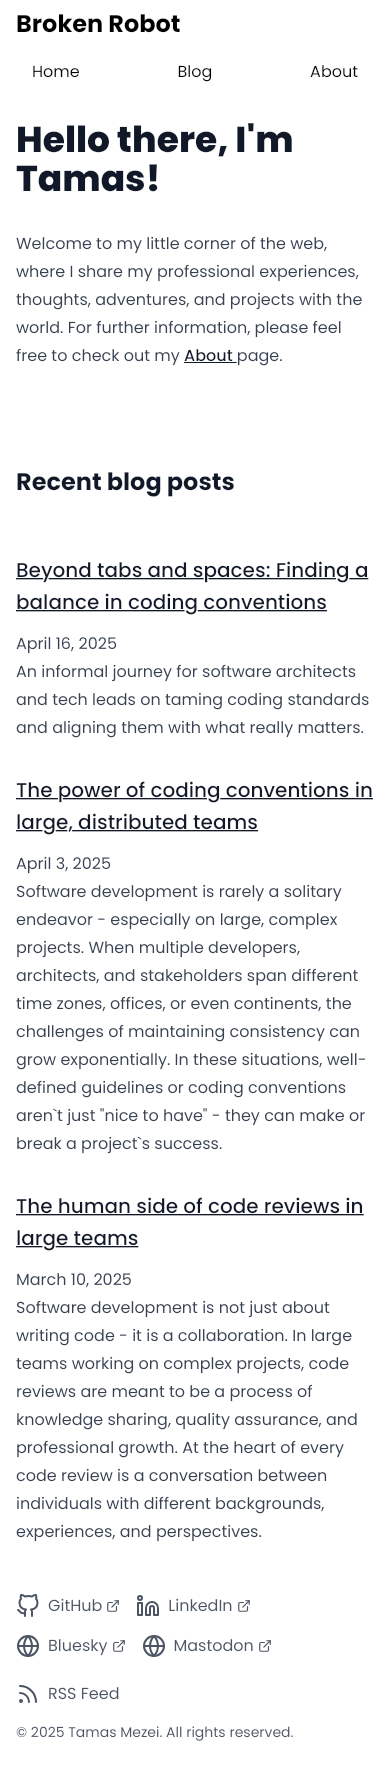 Broken Robot
Home Blog About
Hello there, I'm
Tamas!
Welcome to my little corner of the web,
where I share my professional experiences,
thoughts, adventures, and projects with the
world. For further information, please feel
free to check out my About page.
Recent blog posts
Beyond tabs and spaces: Finding a
balance in coding conventions
April 16, 2025
An informal journey for software architects
and tech leads on taming coding standards
and aligning them with what really matters.
The power of coding conventions in
large, distributed teams
April 3, 2025
Software development is rarely a solitary
endeavor - especially on large, complex
projects. When multiple developers,
architects, and stakeholders span different
time zones, offices, or even continents, the
challenges of maintaining consistency can
grow exponentially. In these situations, well-
defined guidelines or coding conventions
aren`t just "nice to have" - they can make or
break a project`s success.
The human side of code reviews in
large teams
March 10, 2025
Software development is not just about
writing code - it is a collaboration. In large
teams working on complex projects, code
reviews are meant to be a process of
knowledge sharing, quality assurance, and
professional growth. At the heart of every
code review is a conversation between
individuals with different backgrounds,
experiences, and perspectives.
GitHub LinkedIn
Bluesky Mastodon
RSS Feed
© 2025 Tamas Mezei. All rights reserved.